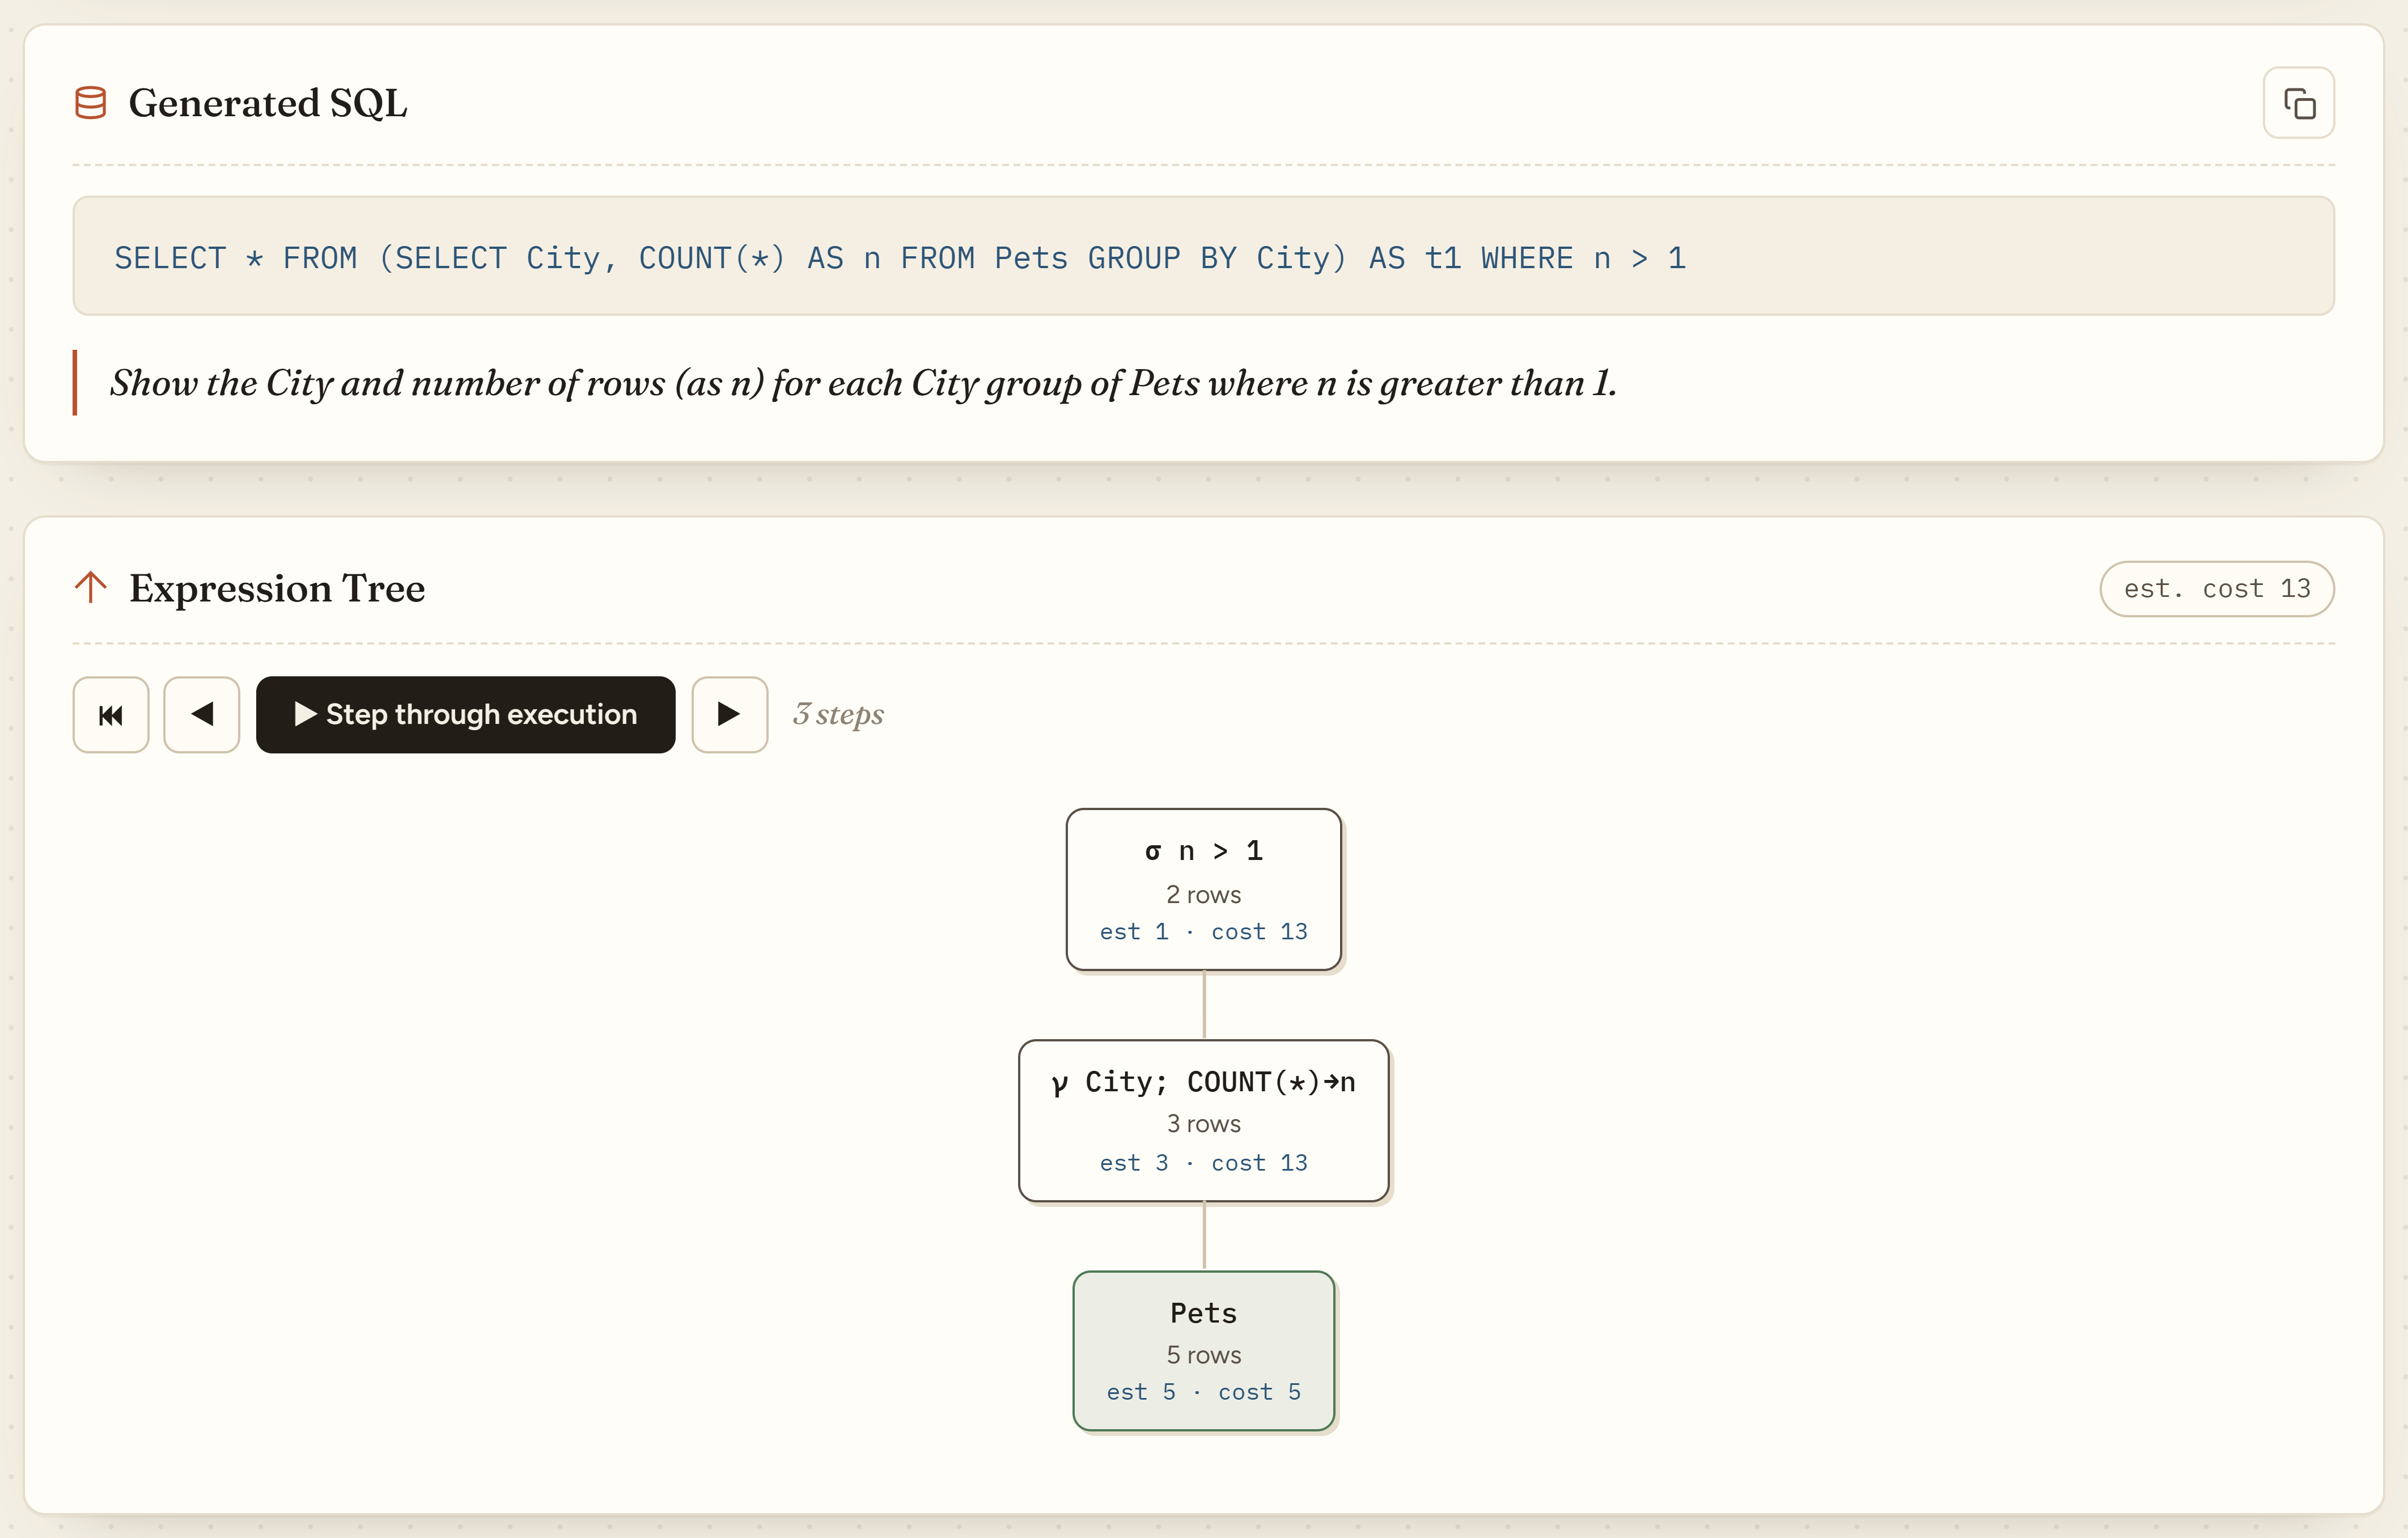 Generated SQL
SELECT * FROM (SELECT City, COUNT(*) AS n FROM Pets GROUP BY City) AS t1 WHERE n > 1
Show the City and number of rows (as n) for each City group of Pets where n is greater than 1.
Expression Tree
est. cost 13
▶ Step through execution
3 steps
σ n > 1
2 rows
est 1 · cost 13
γ City; COUNT(*)→n
3 rows
est 3 · cost 13
Pets
5 rows
est 5 · cost 5